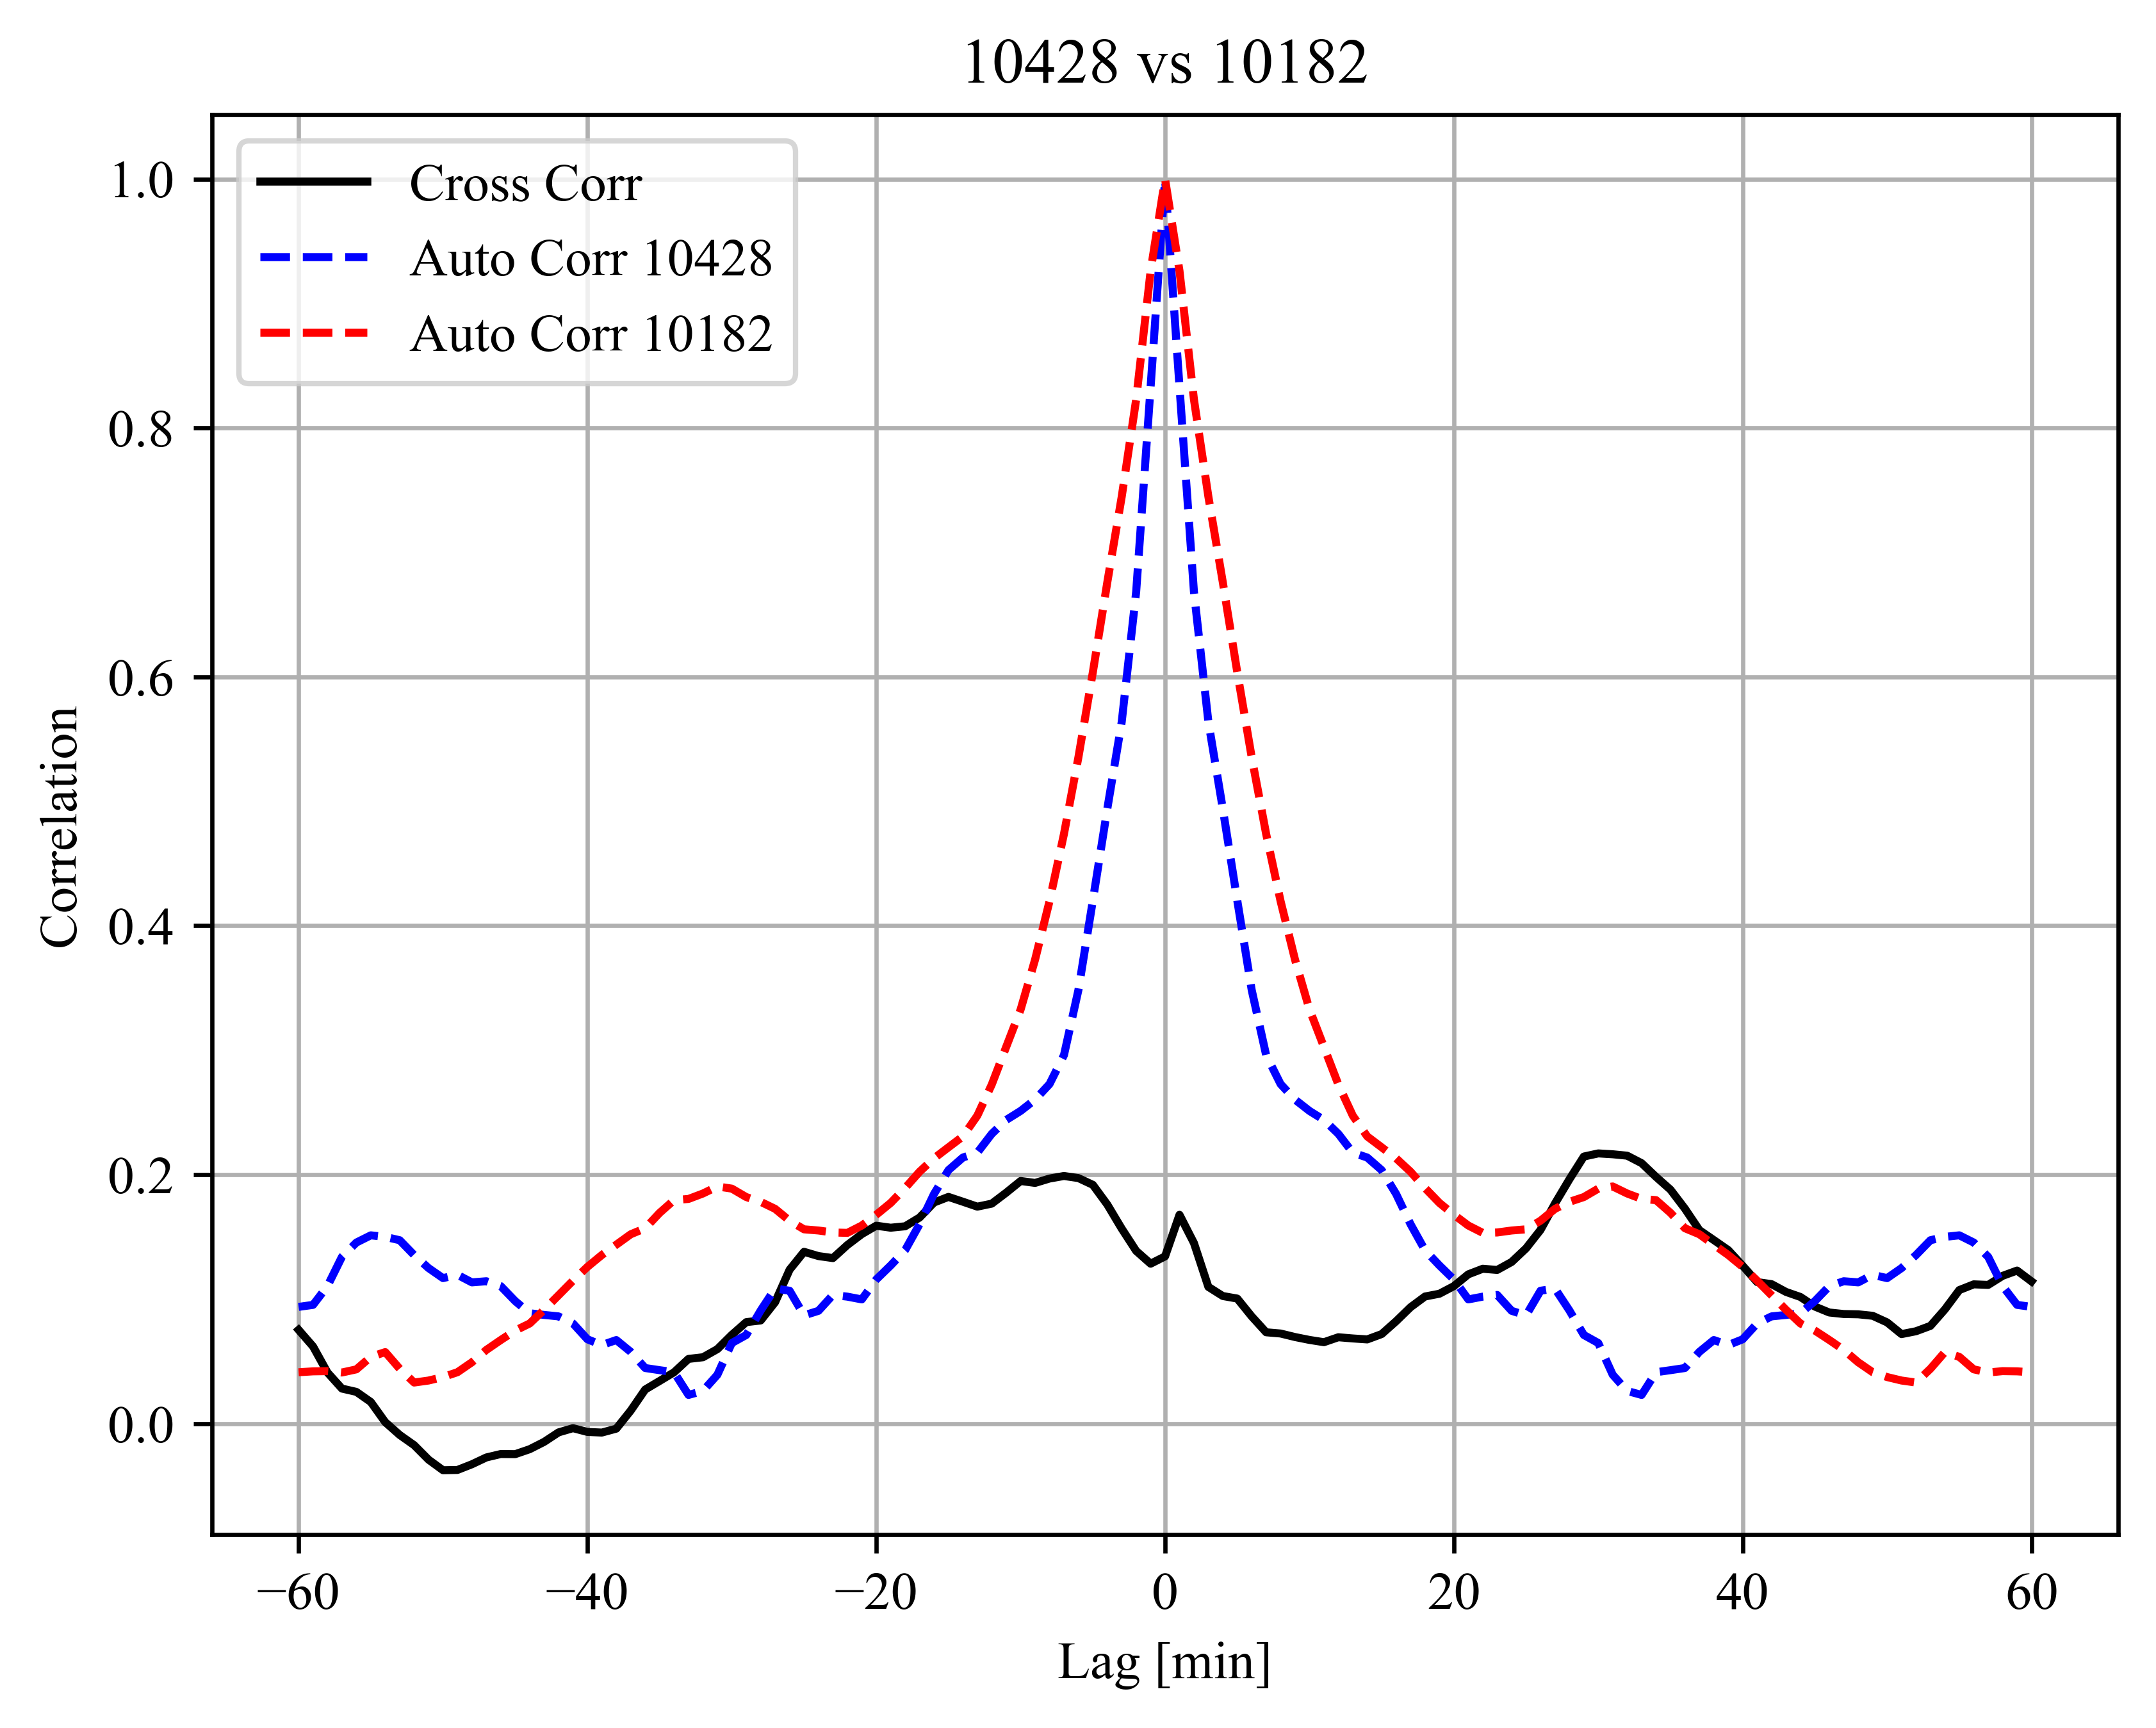 10428 vs 10182
Cross Corr
Auto Corr 10428
Auto Corr 10182
1.0
0.8
0.6
0.4
0.2
0.0
Correlation
−60 −40 −20 0 20 40 60
Lag [min]